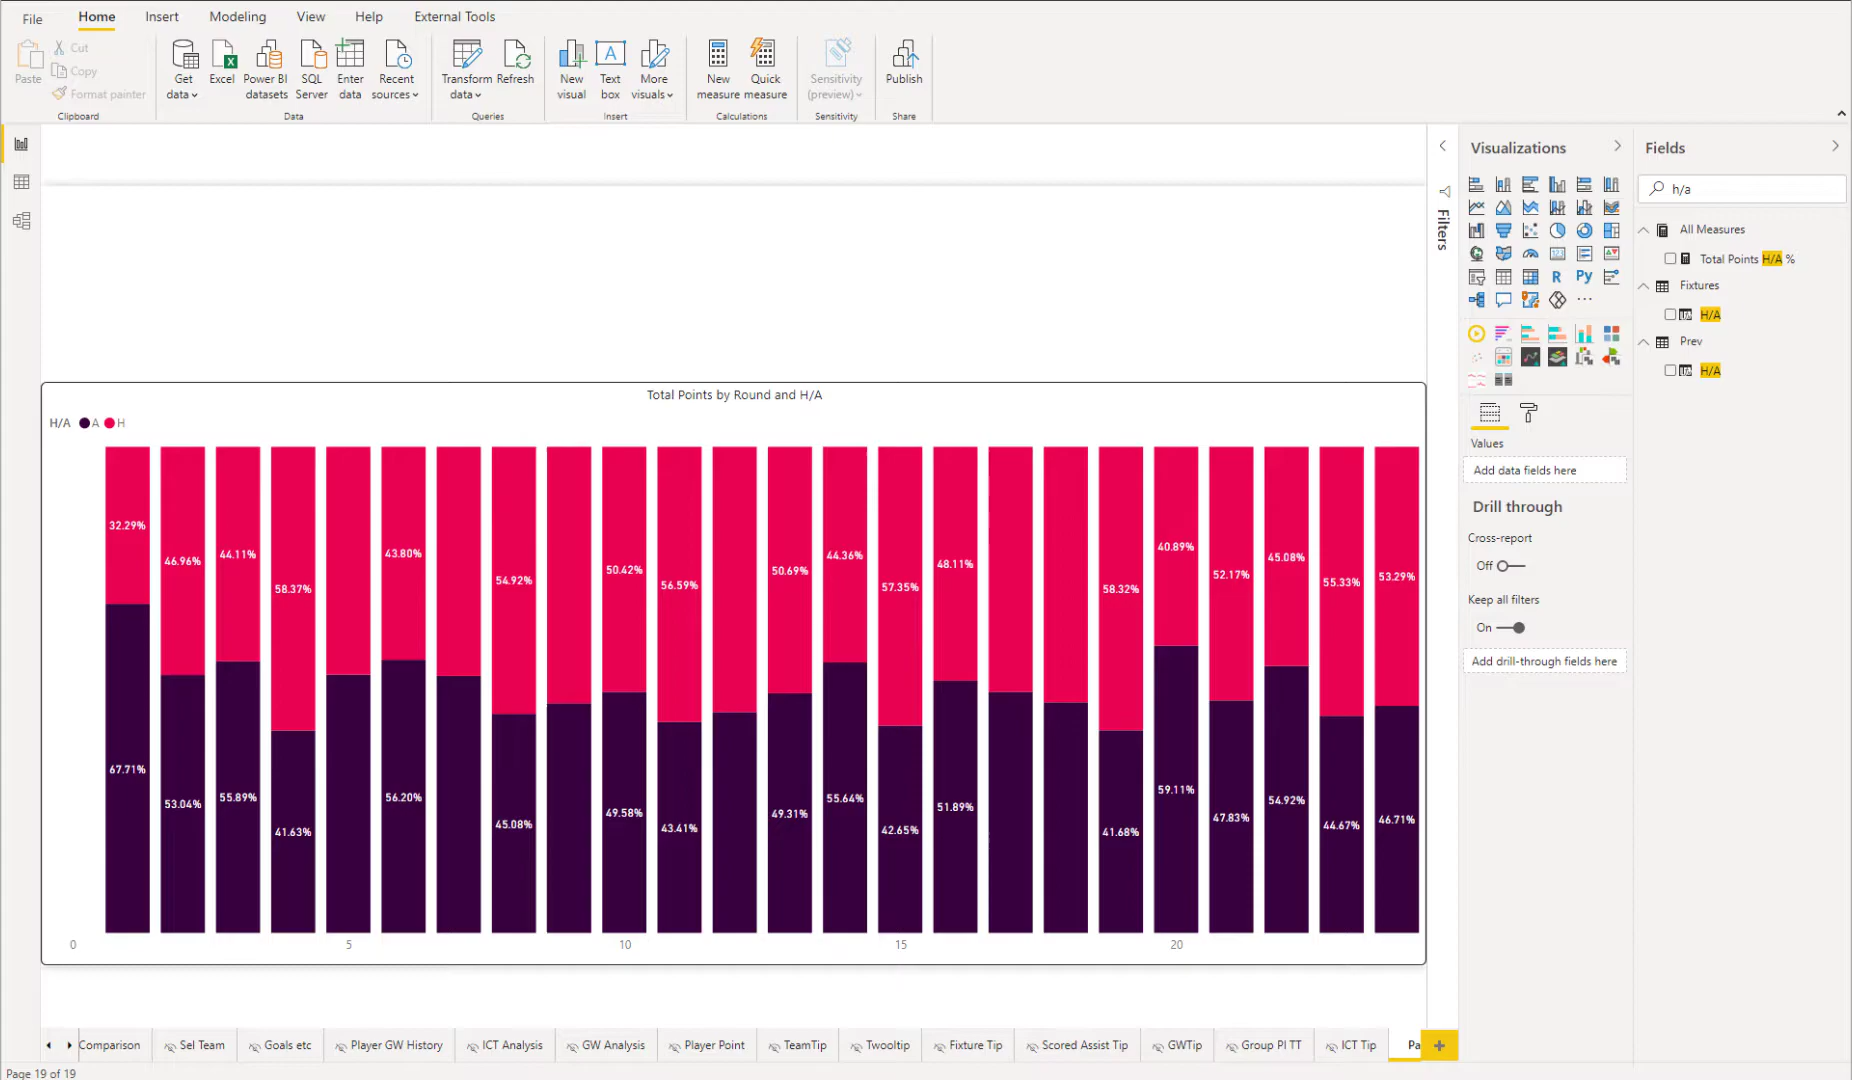 File Home Insert Modeling View Help External Tools
Paste
Cut
Copy
Format painter
Clipboard
Get data
Excel
Power BI datasets
SQL Server
Enter data
Recent sources
Data
Transform data
Refresh
Queries
New visual
Text box
More visuals
Insert
New measure
Quick measure
Calculations
Sensitivity (preview)
Sensitivity
Publish
Share
Total Points by Round and H/A
H/A A H
32.29% 46.96% 44.11% 58.37% 43.80% 54.92% 50.42% 56.59% 50.69% 44.36% 57.35% 48.11% 58.32% 40.89% 52.17% 45.08% 55.33% 53.29%
67.71% 53.04% 55.89% 41.63% 56.20% 45.08% 49.58% 43.41% 49.31% 55.64% 42.65% 51.89% 41.68% 59.11% 47.83% 54.92% 44.67% 46.71%
0 5 10 15 20
Filters
Visualizations
R Py
Values
Add data fields here
Drill through
Cross-report
Off
Keep all filters
On
Add drill-through fields here
Fields
h/a
All Measures
Total Points H/A %
Fixtures
H/A
Prev
H/A
Comparison Sel Team Goals etc Player GW History ICT Analysis GW Analysis Player Point TeamTip Twooltip Fixture Tip Scored Assist Tip GWTip Group Pl TT ICT Tip Pa +
Page 19 of 19